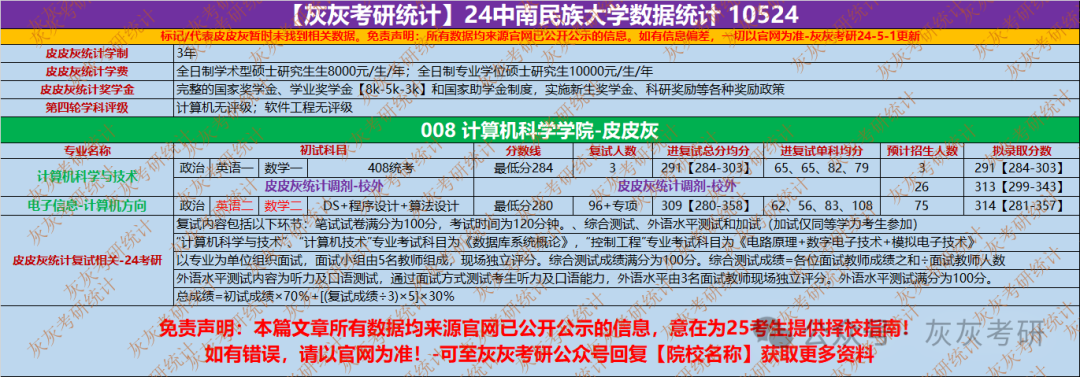 【灰灰考研统计】24中南民族大学数据统计 10524
标记/代表皮皮灰暂时未找到相关数据。免责声明：所有数据均来源官网已公开公示的信息。如有信息偏差，一切以官网为准-灰灰考研24-5-1更新
皮皮灰统计学制 3年
皮皮灰统计学费 全日制学术型硕士研究生生8000元/生/年；全日制专业学位硕士研究生10000元/生/年
皮皮灰统计奖学金 完整的国家奖学金、学业奖学金【8k-5k-3k】和国家助学金制度，实施新生奖学金、科研奖励等各种奖励政策
第四轮学科评级 计算机无评级；软件工程无评级
008 计算机科学学院-皮皮灰
专业名称 初试科目 分数线 复试人数 进复试总分均分 进复试单科均分 预计招生人数 拟录取分数
计算机科学与技术 政治 英语一 数学一 408统考 最低分284 3 291【284-303】 65、65、82、79 3 291【284-303】
皮皮灰统计调剂-校外 皮皮灰统计调剂-校外 26 313【299-343】
电子信息-计算机方向 政治 英语二 数学二 DS+程序设计+算法设计 最低分280 96+专项 309【280-358】 62、56、83、108 75 314【281-357】
皮皮灰统计复试相关-24考研
复试内容包括以下环节：笔试试卷满分为100分，考试时间为120分钟。、综合测试、外语水平测试和加试（加试仅同等学力考生参加）
“计算机科学与技术”、“计算机技术”专业考试科目为《数据库系统概论》，“控制工程”专业考试科目为《电路原理+数字电子技术+模拟电子技术》
以专业为单位组织面试，面试小组由5名教师组成，现场独立评分。综合测试成绩满分为100分。综合测试成绩=各位面试教师成绩之和÷面试教师人数
外语水平测试内容为听力及口语测试，通过面试方式测试考生听力及口语能力，外语水平由3名面试教师现场独立评分。外语水平测试满分为100分。
总成绩=初试成绩×70%+[(复试成绩÷3)×5]×30%
免责声明：本篇文章所有数据均来源官网已公开公示的信息，意在为25考生提供择校指南！
如有错误，请以官网为准！-可至灰灰考研公众号回复【院校名称】获取更多资料
公众号 灰灰考研
灰灰考研统计